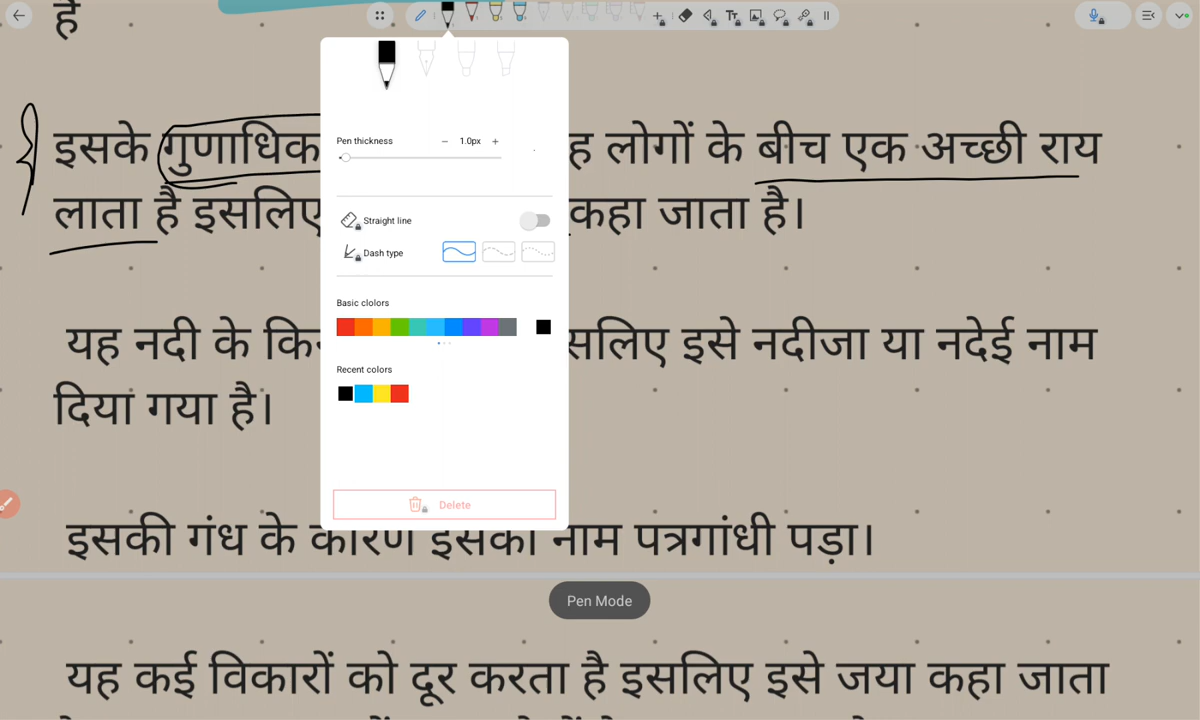 है
Pen thickness − 1.0px +
इसके गुणाधिक ह लोगों के बीच एक अच्छी राय
लाता है इसलिए कहा जाता है।
Straight line
Dash type
Basic clolors
यह नदी के कि सलिए इसे नदीजा या नदेई नाम
Recent colors
दिया गया है।
Delete
इसकी गंध के कारण इसका नाम पत्रगांधी पड़ा।
Pen Mode
यह कई विकारों को दूर करता है इसलिए इसे जया कहा जाता